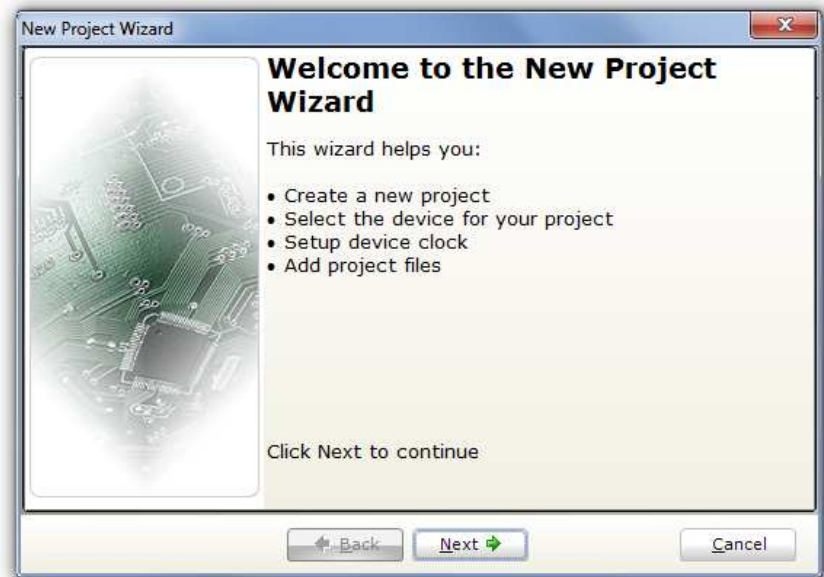 New Project Wizard
Welcome to the New Project
Wizard
This wizard helps you:
• Create a new project
• Select the device for your project
• Setup device clock
• Add project files
Click Next to continue
Back
Next
Cancel